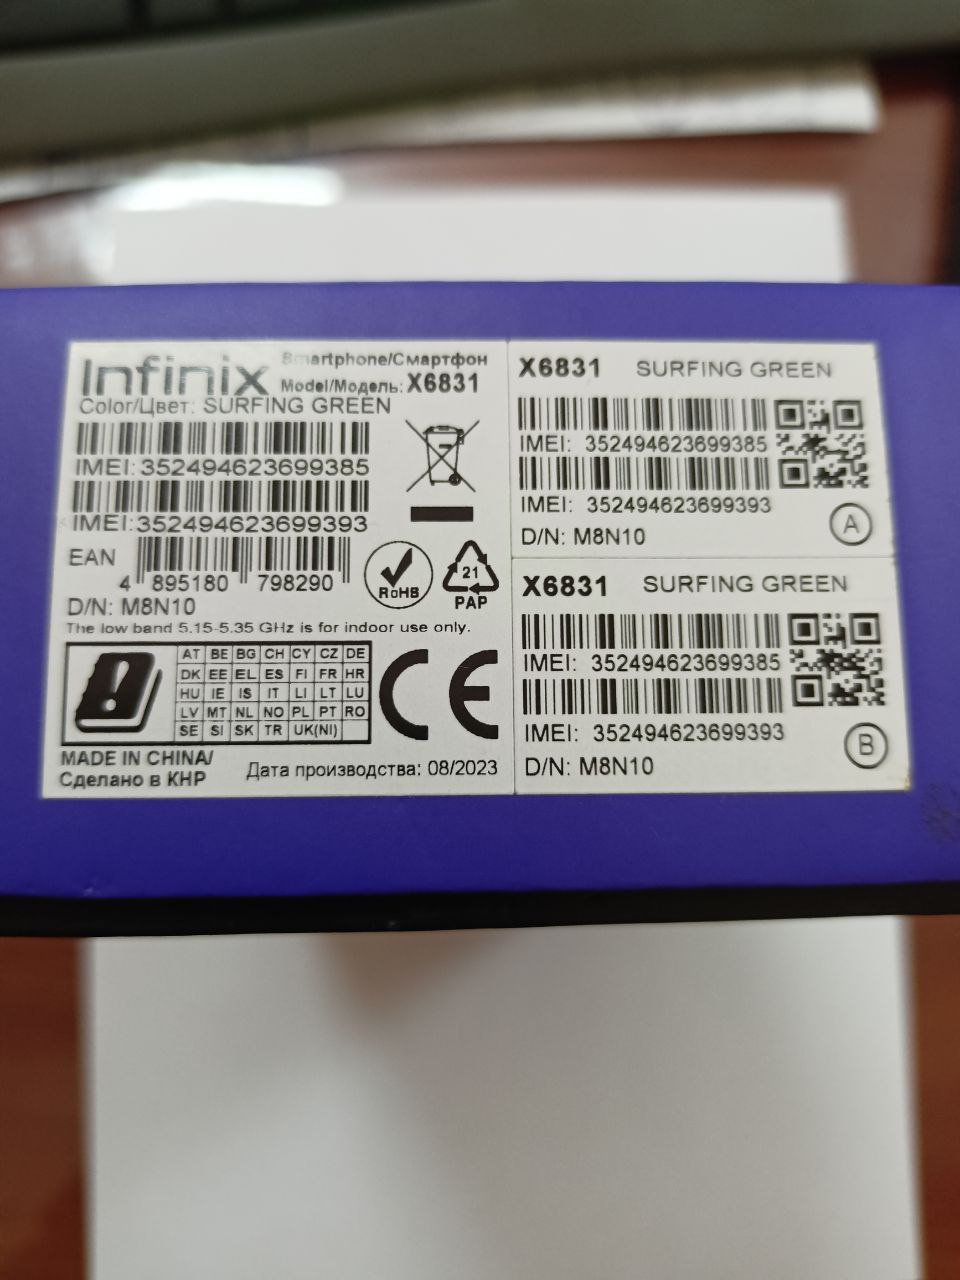 Infinix
Smartphone/Смартфон
Model/Модель: X6831
Color/Цвет: SURFING GREEN
IMEI: 352494623699385
IMEI: 352494623699393
EAN
4 895180 798290
D/N: M8N10
RoHS
21
PAP
The low band 5.15-5.35 GHz is for indoor use only.
AT BE BG CH CY CZ DE
DK EE EL ES FI FR HR
HU IE IS IT LI LT LU
LV MT NL NO PL PT RO
SE SI SK TR UK(NI)
CE
MADE IN CHINA/
Сделано в КНР
Дата производства: 08/2023
X6831 SURFING GREEN
IMEI: 352494623699385
IMEI: 352494623699393
D/N: M8N10
A
X6831 SURFING GREEN
IMEI: 352494623699385
IMEI: 352494623699393
D/N: M8N10
B